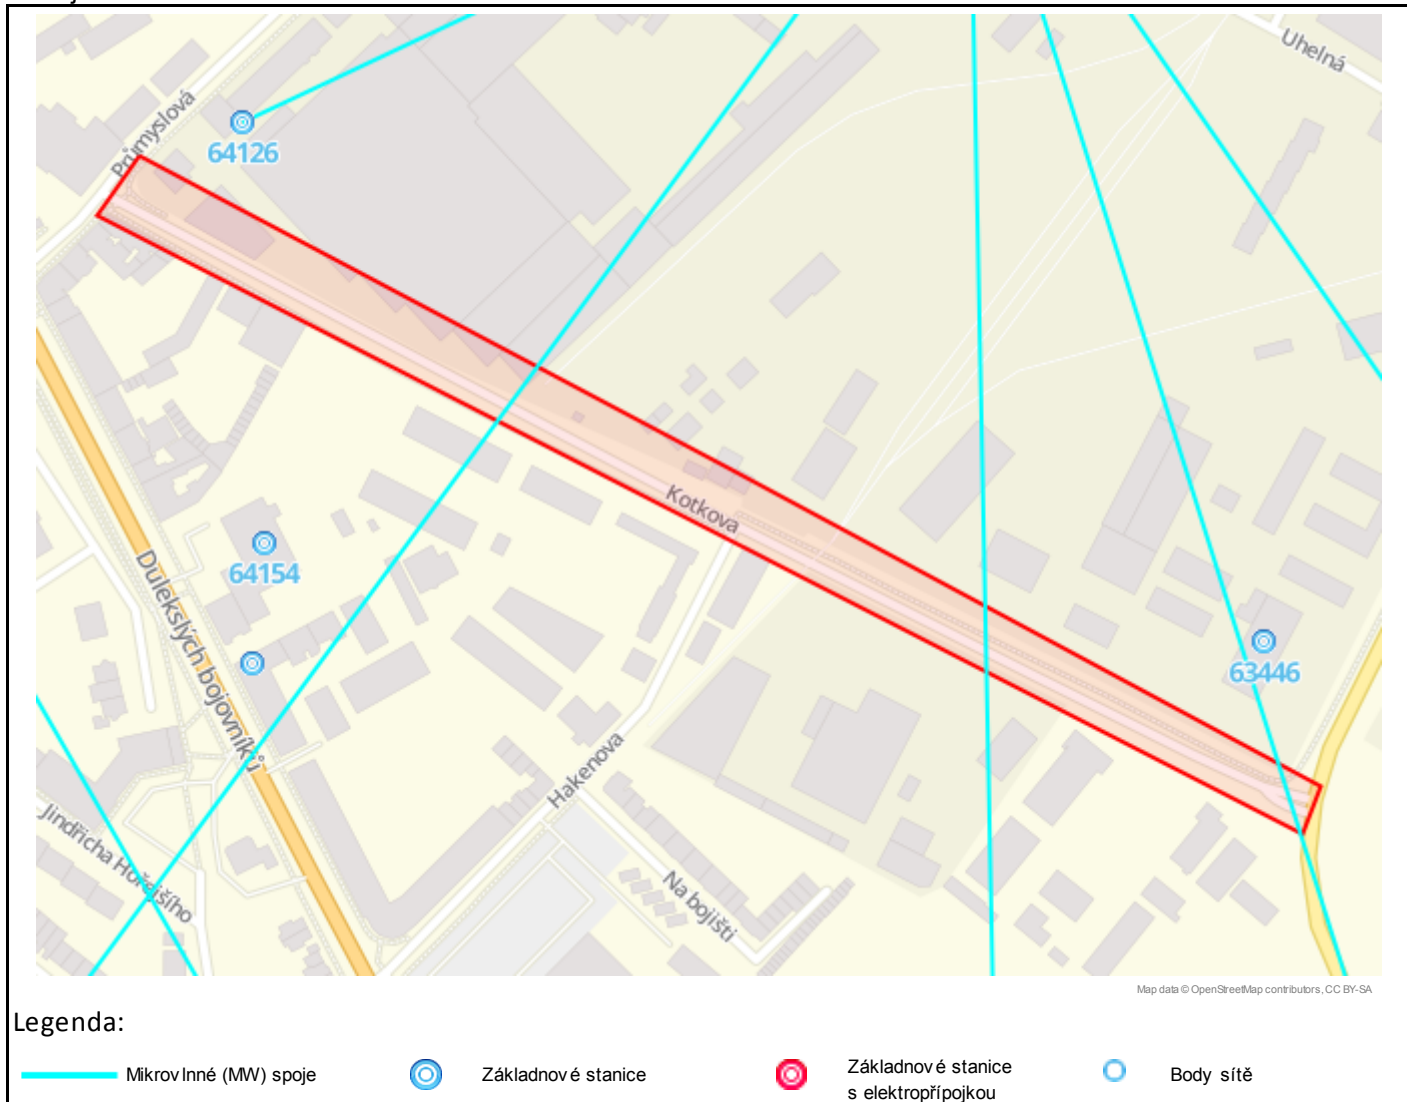 Uhelná
Průmyslová
64126
Kotkova
64154
Dulekslých bojovníků
63446
Hakenova
Jindřicha Hořejšího
Na bojišti
Map data © OpenStreetMap contributors, CC BY-SA
Legenda:
Mikrovlnné (MW) spoje
Základnové stanice
Základnové stanice
s elektropřípojkou
Body sítě